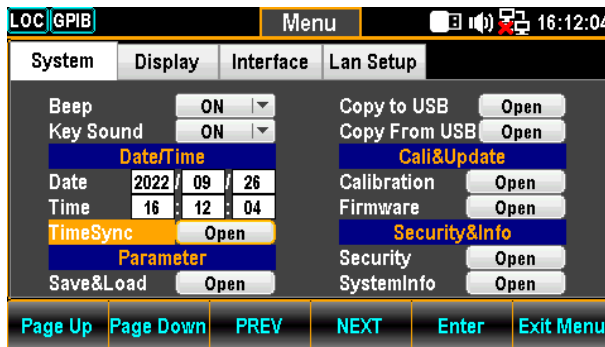 LOC GPIB Menu 16:12:04
System Display Interface Lan Setup
Beep ON Copy to USB Open
Key Sound ON Copy From USB Open
Date/Time Cali&Update
Date 2022 / 09 / 26 Calibration Open
Time 16 : 12 : 04 Firmware Open
TimeSync Open Security&Info
Parameter Security Open
Save&Load Open SystemInfo Open
Page Up Page Down PREV NEXT Enter Exit Menu